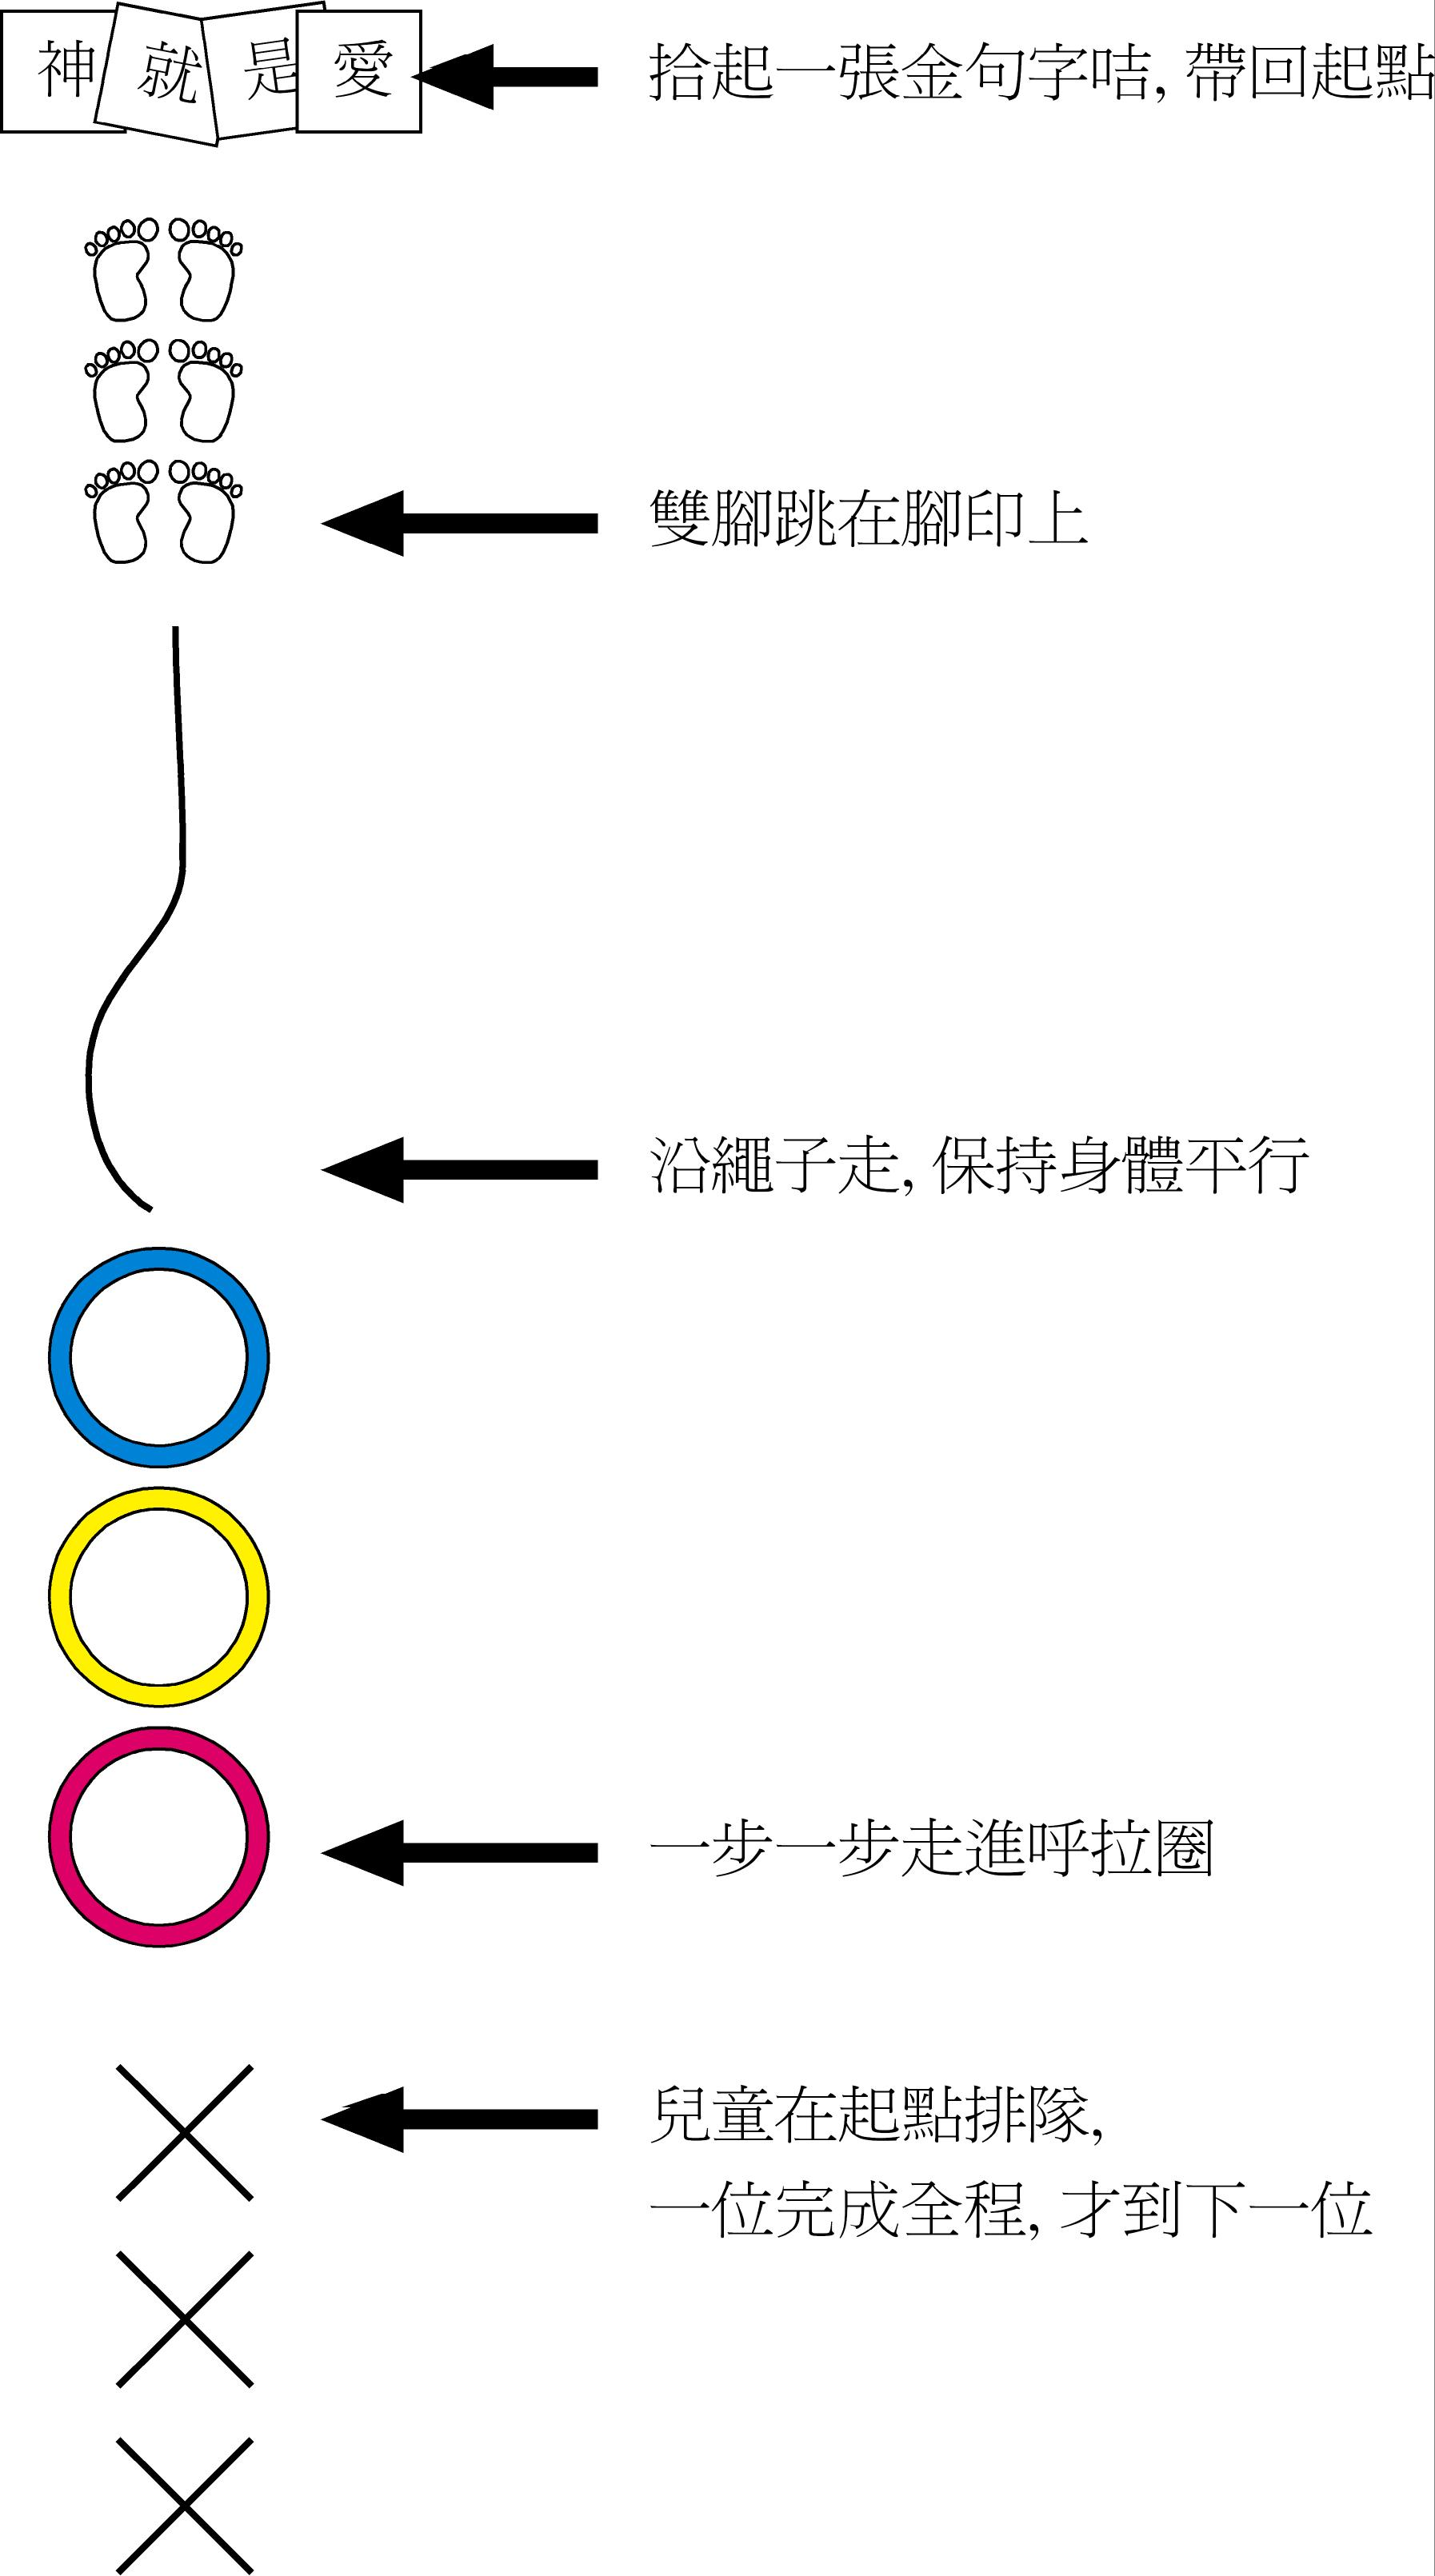 神就是愛
拾起一張金句字咭, 帶回起點
雙腳跳在腳印上
沿繩子走, 保持身體平行
一步一步走進呼拉圈
兒童在起點排隊,
一位完成全程, 才到下一位